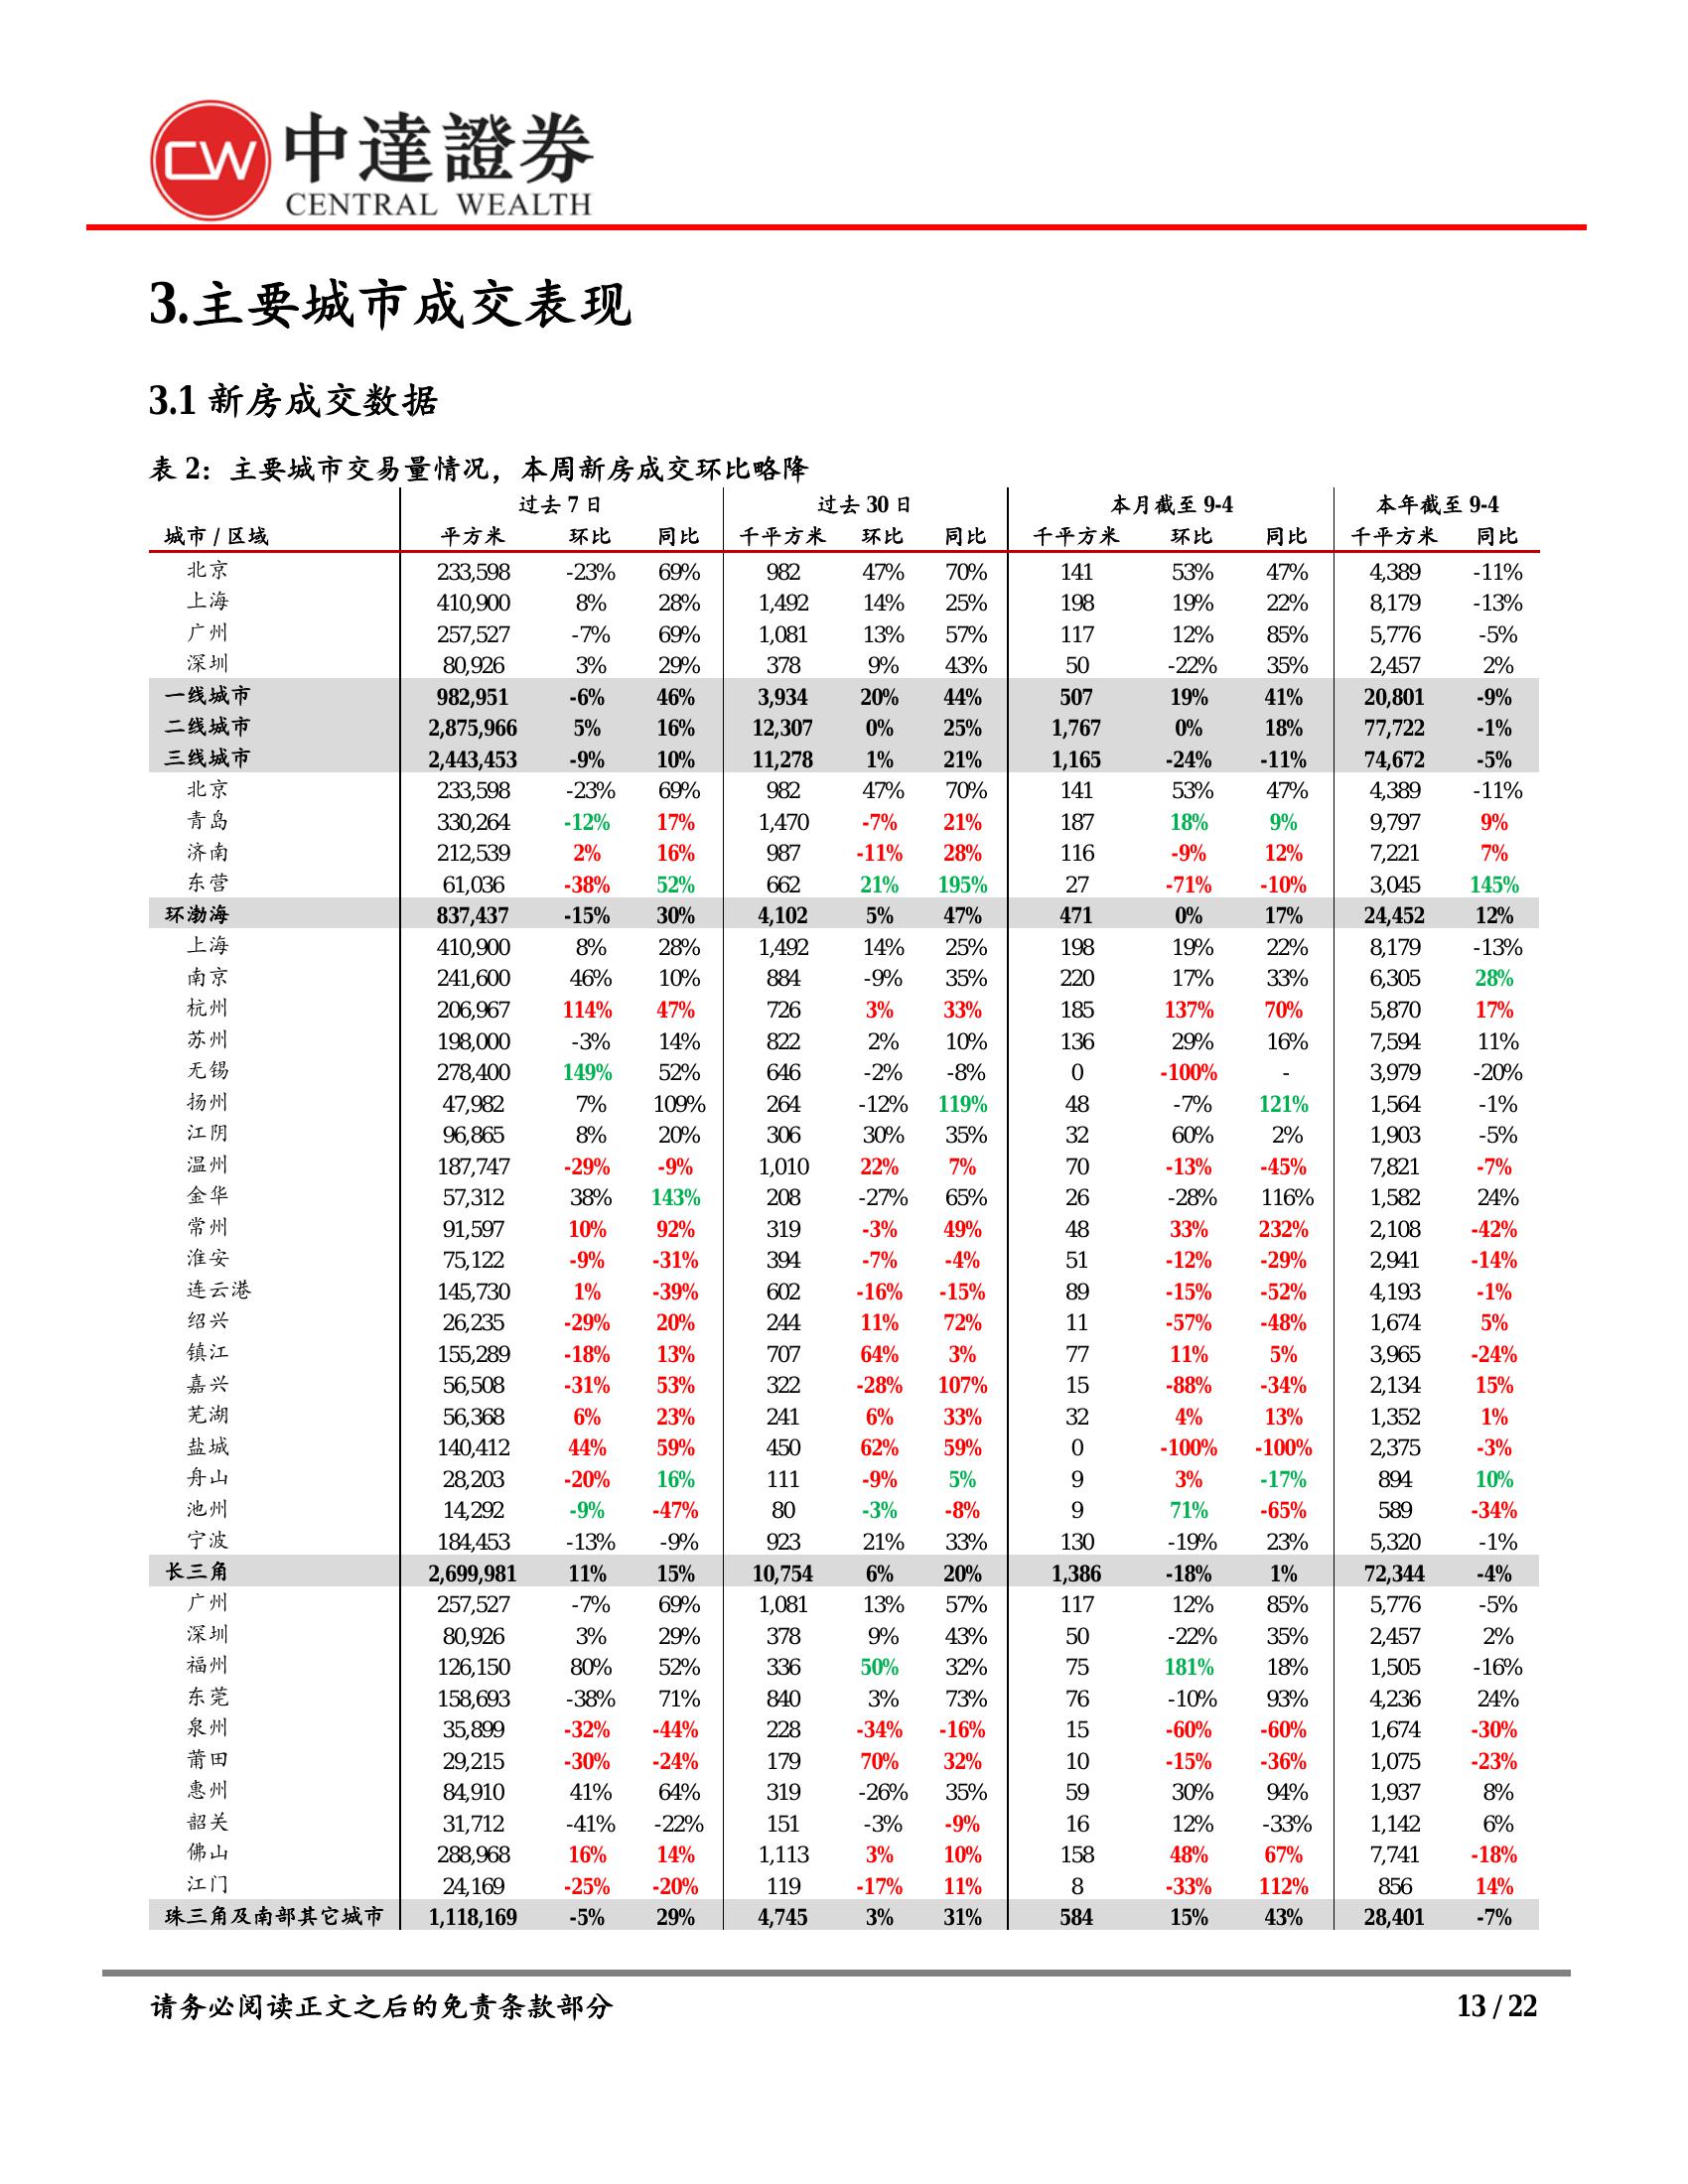 CW 中達證券
CENTRAL WEALTH
3.主要城市成交表现
3.1 新房成交数据
表 2：主要城市交易量情况，本周新房成交环比略降
过去 7 日 过去 30 日 本月截至 9-4 本年截至 9-4
城市 / 区域 平方米 环比 同比 千平方米 环比 同比 千平方米 环比 同比 千平方米 同比
北京 233,598 -23% 69% 982 47% 70% 141 53% 47% 4,389 -11%
上海 410,900 8% 28% 1,492 14% 25% 198 19% 22% 8,179 -13%
广州 257,527 -7% 69% 1,081 13% 57% 117 12% 85% 5,776 -5%
深圳 80,926 3% 29% 378 9% 43% 50 -22% 35% 2,457 2%
一线城市 982,951 -6% 46% 3,934 20% 44% 507 19% 41% 20,801 -9%
二线城市 2,875,966 5% 16% 12,307 0% 25% 1,767 0% 18% 77,722 -1%
三线城市 2,443,453 -9% 10% 11,278 1% 21% 1,165 -24% -11% 74,672 -5%
北京 233,598 -23% 69% 982 47% 70% 141 53% 47% 4,389 -11%
青岛 330,264 -12% 17% 1,470 -7% 21% 187 18% 9% 9,797 9%
济南 212,539 2% 16% 987 -11% 28% 116 -9% 12% 7,221 7%
东营 61,036 -38% 52% 662 21% 195% 27 -71% -10% 3,045 145%
环渤海 837,437 -15% 30% 4,102 5% 47% 471 0% 17% 24,452 12%
上海 410,900 8% 28% 1,492 14% 25% 198 19% 22% 8,179 -13%
南京 241,600 46% 10% 884 -9% 35% 220 17% 33% 6,305 28%
杭州 206,967 114% 47% 726 3% 33% 185 137% 70% 5,870 17%
苏州 198,000 -3% 14% 822 2% 10% 136 29% 16% 7,594 11%
无锡 278,400 149% 52% 646 -2% -8% 0 -100% - 3,979 -20%
扬州 47,982 7% 109% 264 -12% 119% 48 -7% 121% 1,564 -1%
江阴 96,865 8% 20% 306 30% 35% 32 60% 2% 1,903 -5%
温州 187,747 -29% -9% 1,010 22% 7% 70 -13% -45% 7,821 -7%
金华 57,312 38% 143% 208 -27% 65% 26 -28% 116% 1,582 24%
常州 91,597 10% 92% 319 -3% 49% 48 33% 232% 2,108 -42%
淮安 75,122 -9% -31% 394 -7% -4% 51 -12% -29% 2,941 -14%
连云港 145,730 1% -39% 602 -16% -15% 89 -15% -52% 4,193 -1%
绍兴 26,235 -29% 20% 244 11% 72% 11 -57% -48% 1,674 5%
镇江 155,289 -18% 13% 707 64% 3% 77 11% 5% 3,965 -24%
嘉兴 56,508 -31% 53% 322 -28% 107% 15 -88% -34% 2,134 15%
芜湖 56,368 6% 23% 241 6% 33% 32 4% 13% 1,352 1%
盐城 140,412 44% 59% 450 62% 59% 0 -100% -100% 2,375 -3%
舟山 28,203 -20% 16% 111 -9% 5% 9 3% -17% 894 10%
池州 14,292 -9% -47% 80 -3% -8% 9 71% -65% 589 -34%
宁波 184,453 -13% -9% 923 21% 33% 130 -19% 23% 5,320 -1%
长三角 2,699,981 11% 15% 10,754 6% 20% 1,386 -18% 1% 72,344 -4%
广州 257,527 -7% 69% 1,081 13% 57% 117 12% 85% 5,776 -5%
深圳 80,926 3% 29% 378 9% 43% 50 -22% 35% 2,457 2%
福州 126,150 80% 52% 336 50% 32% 75 181% 18% 1,505 -16%
东莞 158,693 -38% 71% 840 3% 73% 76 -10% 93% 4,236 24%
泉州 35,899 -32% -44% 228 -34% -16% 15 -60% -60% 1,674 -30%
莆田 29,215 -30% -24% 179 70% 32% 10 -15% -36% 1,075 -23%
惠州 84,910 41% 64% 319 -26% 35% 59 30% 94% 1,937 8%
韶关 31,712 -41% -22% 151 -3% -9% 16 12% -33% 1,142 6%
佛山 288,968 16% 14% 1,113 3% 10% 158 48% 67% 7,741 -18%
江门 24,169 -25% -20% 119 -17% 11% 8 -33% 112% 856 14%
珠三角及南部其它城市 1,118,169 -5% 29% 4,745 3% 31% 584 15% 43% 28,401 -7%
请务必阅读正文之后的免责条款部分 13 / 22